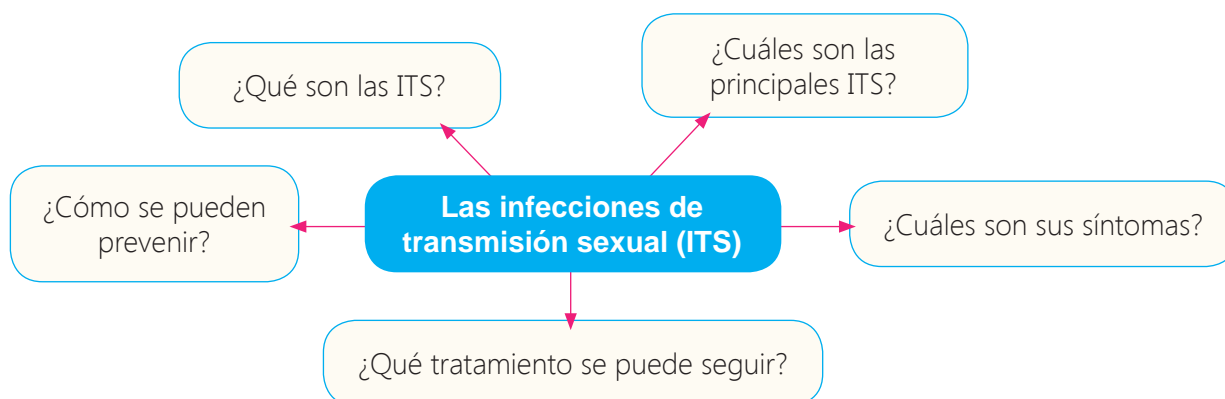 ¿Qué son las ITS?
¿Cuáles son las
principales ITS?
¿Cómo se pueden
prevenir?
Las infecciones de
transmisión sexual (ITS)
¿Cuáles son sus síntomas?
¿Qué tratamiento se puede seguir?